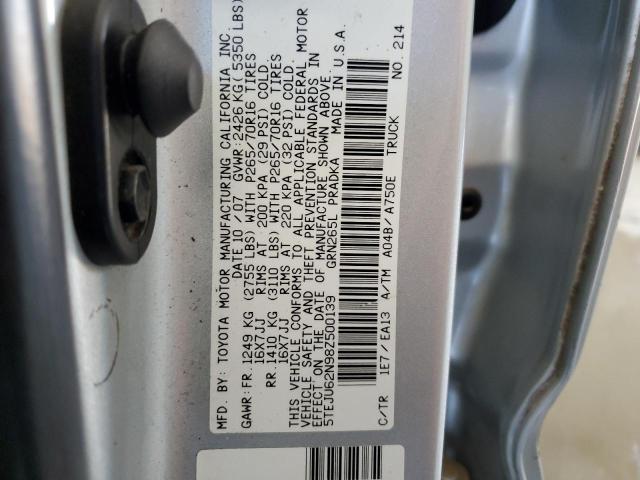 MFD. BY: TOYOTA MOTOR MANUFACTURING CALIFORNIA INC
DATE 10/07 GVWR:2426 KG( 5350 LBS)
GAWR: FR. 1249 KG (2755 LBS) WITH P265/70R16 TIRES
16X7JJ RIMS AT 200 KPA (29 PSI) COLD.
RR. 1410 KG (3110 LBS) WITH P265/70R16 TIRES
16X7JJ RIMS AT 220 KPA (32 PSI) COLD.
THIS VEHICLE CONFORMS TO ALL APPLICABLE FEDERAL MOTOR
VEHICLE SAFETY AND THEFT PREVENTION STANDARDS IN
EFFECT ON THE DATE OF MANUFACTURE SHOWN ABOVE.
5TEJU62N98Z500139 GRN265L PRADKA MADE IN U.S.A.
C/TR 1E7/EA13 A/TM A04B/A750E TRUCK
NO. 214